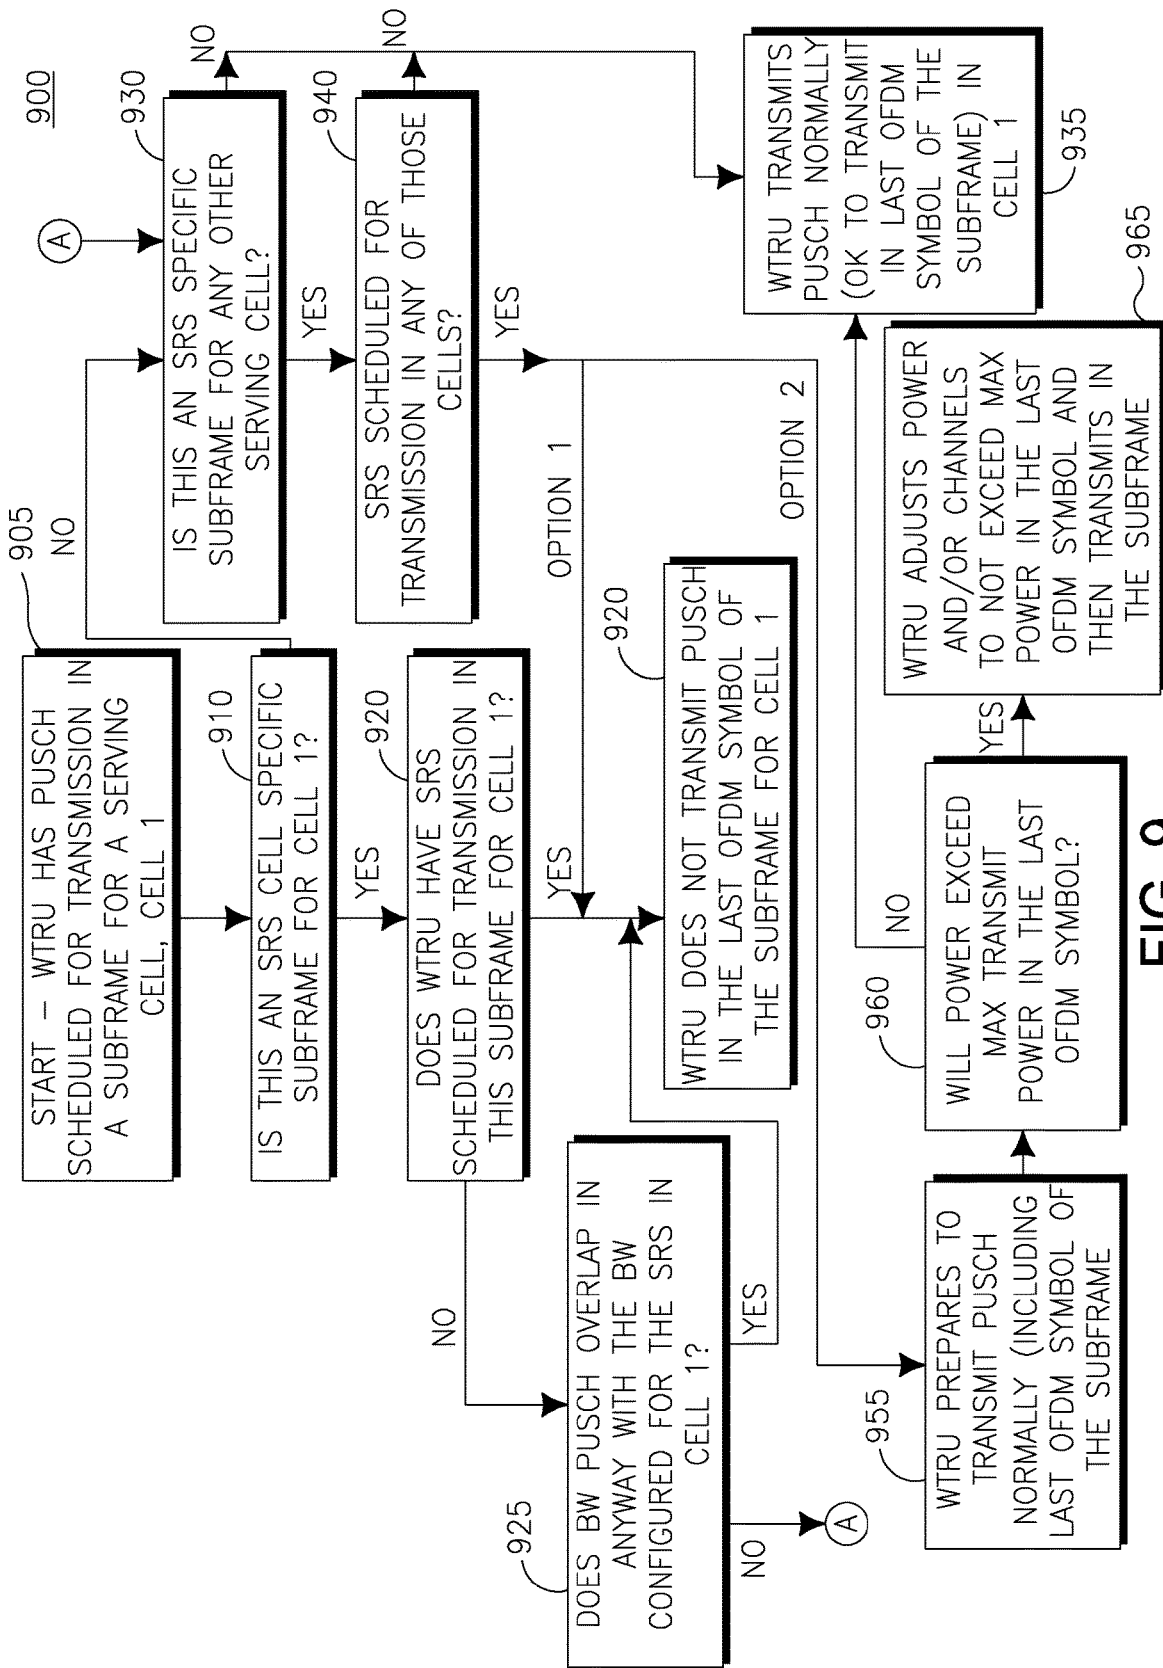 900
START – WTRU HAS PUSCH
SCHEDULED FOR TRANSMISSION IN
A SUBFRAME FOR A SERVING
CELL, CELL 1
905
NO
IS THIS AN SRS CELL SPECIFIC
SUBFRAME FOR CELL 1?
910
YES
DOES WTRU HAVE SRS
SCHEDULED FOR TRANSMISSION IN
THIS SUBFRAME FOR CELL 1?
920
YES
NO
DOES BW PUSCH OVERLAP IN
ANYWAY WITH THE BW
CONFIGURED FOR THE SRS IN
CELL 1?
925
YES
NO
A
WTRU DOES NOT TRANSMIT PUSCH
IN THE LAST OFDM SYMBOL OF
THE SUBFRAME FOR CELL 1
920
A
IS THIS AN SRS SPECIFIC
SUBFRAME FOR ANY OTHER
SERVING CELL?
930
NO
YES
SRS SCHEDULED FOR
TRANSMISSION IN ANY OF THOSE
CELLS?
940
NO
YES
OPTION 1
OPTION 2
WTRU TRANSMITS
PUSCH NORMALLY
(OK TO TRANSMIT
IN LAST OFDM
SYMBOL OF THE
SUBFRAME) IN
CELL 1
935
WTRU PREPARES TO
TRANSMIT PUSCH
NORMALLY (INCLUDING
LAST OFDM SYMBOL OF
THE SUBFRAME
955
WILL POWER EXCEED
MAX TRANSMIT
POWER IN THE LAST
OFDM SYMBOL?
960
NO
YES
WTRU ADJUSTS POWER
AND/OR CHANNELS
TO NOT EXCEED MAX
POWER IN THE LAST
OFDM SYMBOL AND
THEN TRANSMITS IN
THE SUBFRAME
965
FIG. 9